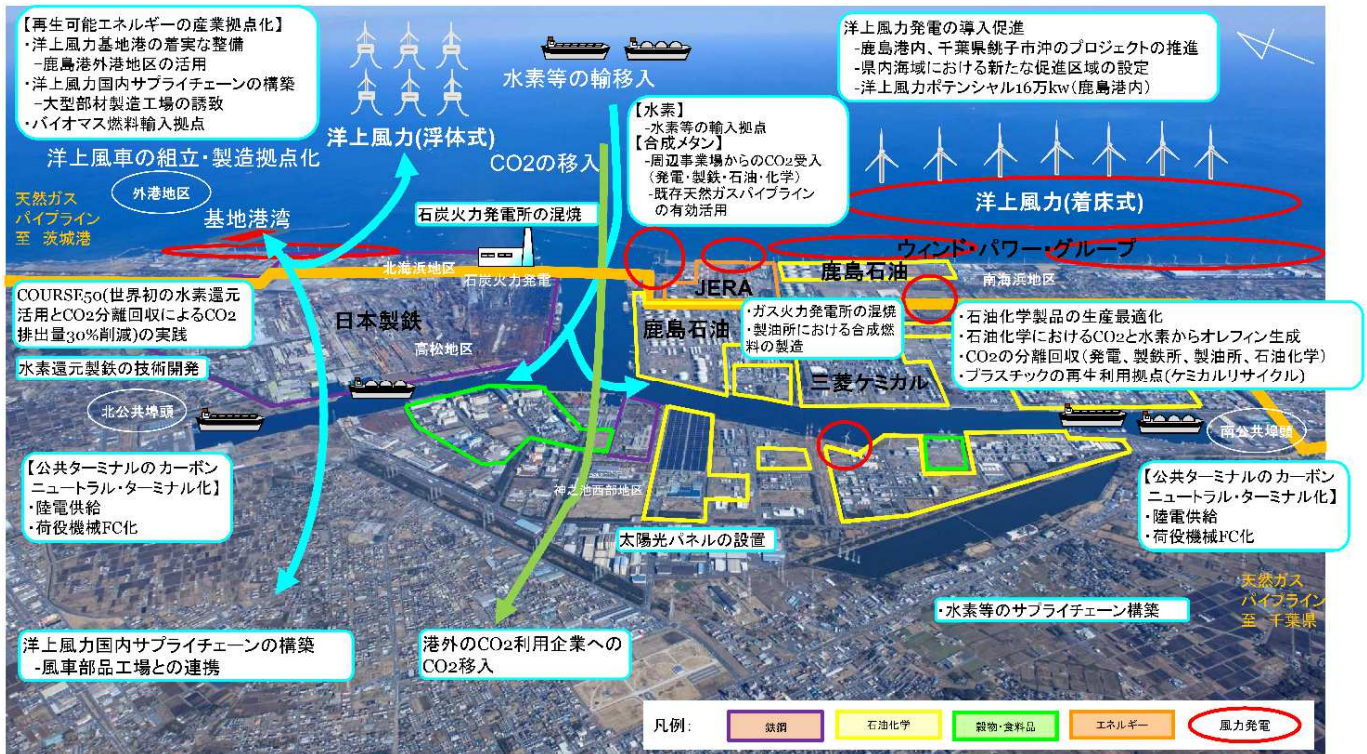 【再生可能エネルギーの産業拠点化】
・洋上風力基地港の着実な整備
－鹿島港外港地区の活用
・洋上風力国内サプライチェーンの構築
－大型部材製造工場の誘致
・バイオマス燃料輸入拠点
洋上風車の組立・製造拠点化
外港地区
天然ガス
パイプライン
至 茨城港
基地港湾
洋上風力(浮体式)
水素等の輸移入
CO2の移入
【水素】
-水素等の輸入拠点
【合成メタン】
-周辺事業場からのCO2受入
（発電・製鉄・石油・化学）
-既存天然ガスパイプライン
の有効活用
洋上風力発電の導入促進
-鹿島港内、千葉県銚子市沖のプロジェクトの推進
-県内海域における新たな促進区域の設定
-洋上風力ポテンシャル16万kw（鹿島港内）
洋上風力(着床式)
ウィンド・パワー・グループ
石炭火力発電所の混焼
北海浜地区
石炭火力発電
JERA
鹿島石油
南海浜地区
COURSE50(世界初の水素還元
活用とCO2分離回収によるCO2
排出量30%削減)の実践
日本製鉄
高松地区
鹿島石油
・ガス火力発電所の混焼
・製油所における合成燃
料の製造
・石油化学製品の生産最適化
・石油化学におけるCO2と水素からオレフィン生成
・CO2の分離回収（発電、製鉄所、製油所、石油化学）
・プラスチックの再生利用拠点(ケミカルリサイクル)
水素還元製鉄の技術開発
三菱ケミカル
北公共埠頭
南公共埠頭
【公共ターミナルのカーボン
ニュートラル・ターミナル化】
・陸電供給
・荷役機械FC化
神之池西部地区
太陽光パネルの設置
【公共ターミナルのカーボン
ニュートラル・ターミナル化】
・陸電供給
・荷役機械FC化
天然ガス
パイプライン
至 千葉県
・水素等のサプライチェーン構築
洋上風力国内サプライチェーンの構築
-風車部品工場との連携
港外のCO2利用企業への
CO2移入
凡例：
鉄鋼
石油化学
穀物・食料品
エネルギー
風力発電